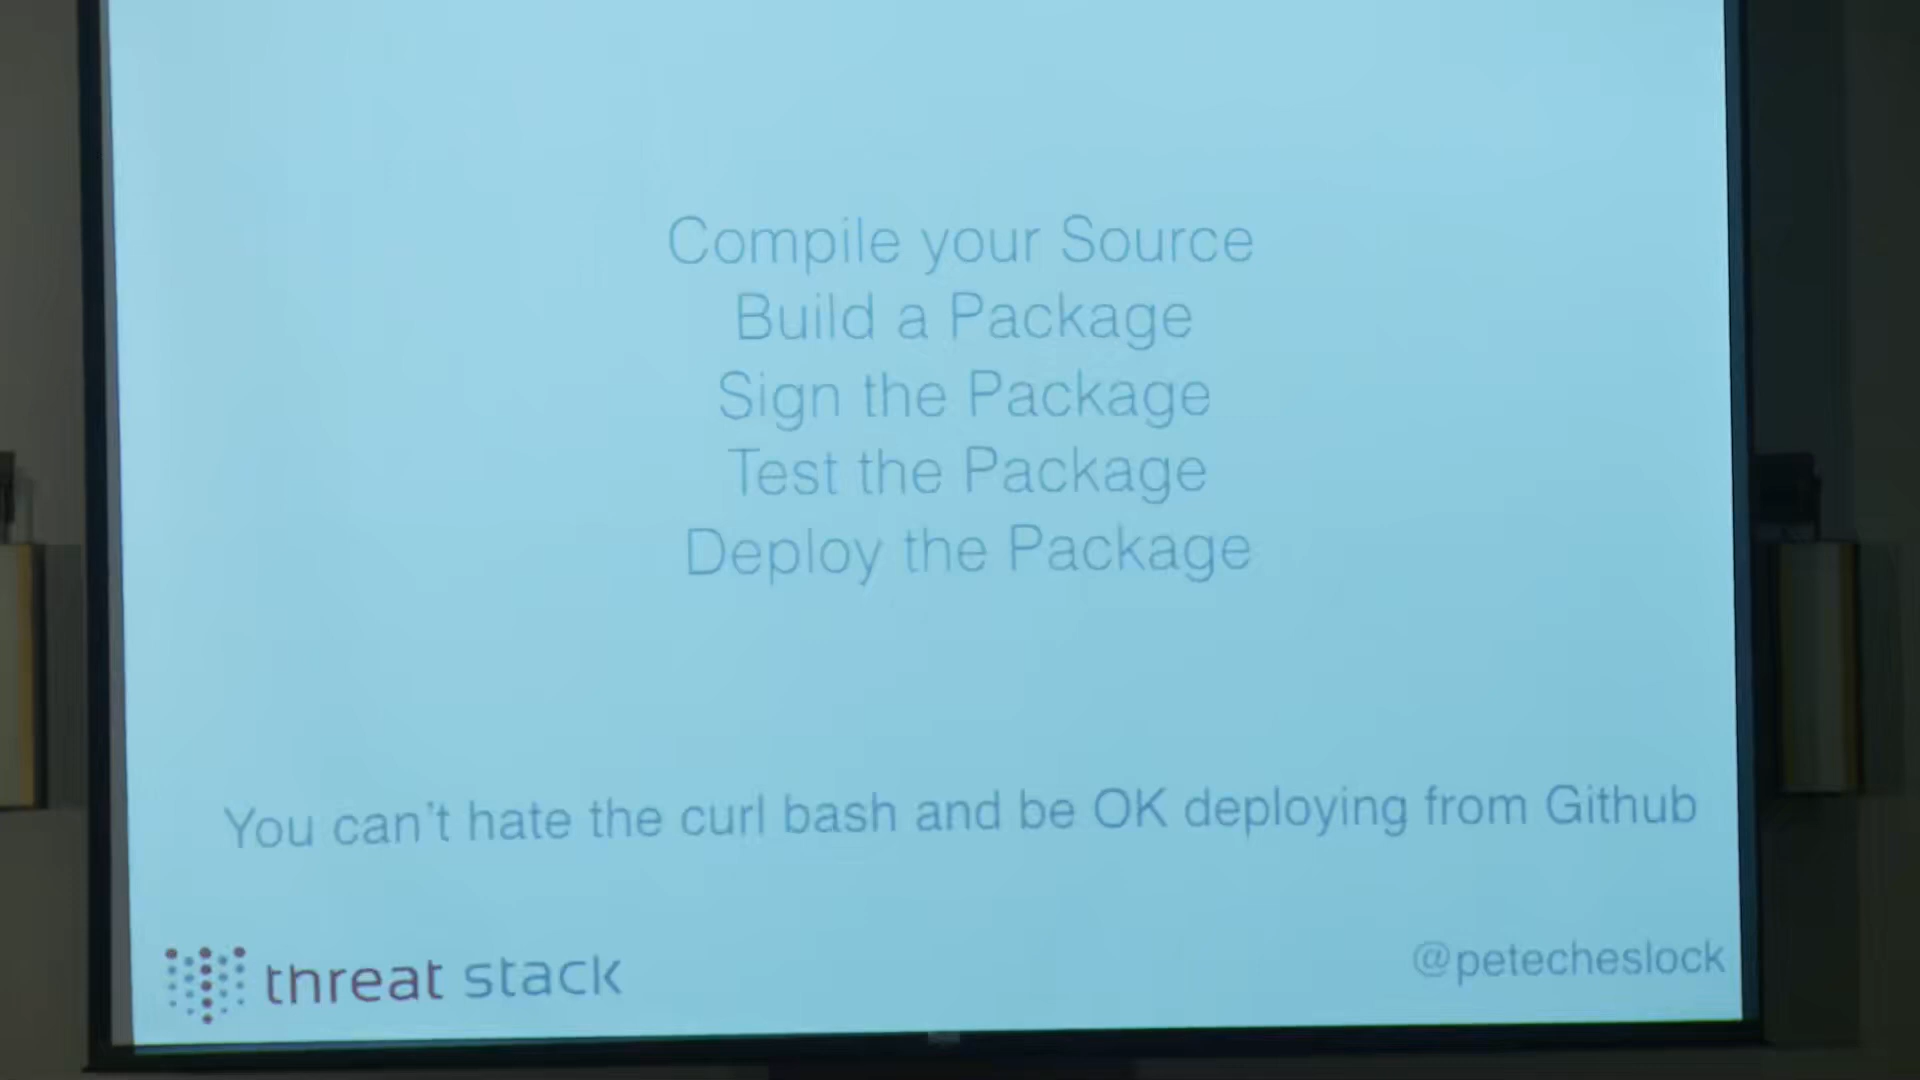 Compile your Source
Build a Package
Sign the Package
Test the Package
Deploy the Package
You can't hate the curl bash and be OK deploying from Github
threat stack
@petecheslock